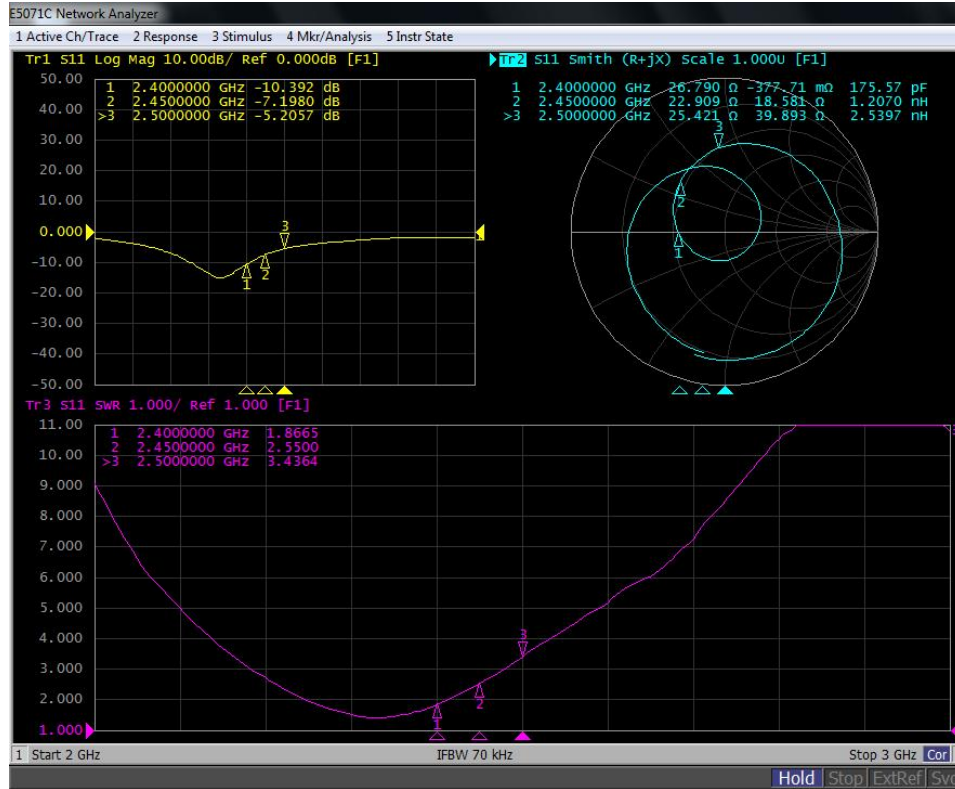 E5071C Network Analyzer
1 Active Ch/Trace 2 Response 3 Stimulus 4 Mkr/Analysis 5 Instr State
Tr1 S11 Log Mag 10.00dB/ Ref 0.000dB [F1]
50.00
1 2.4000000 GHz -10.392 dB
2 2.4500000 GHz -7.1980 dB
>3 2.5000000 GHz -5.2057 dB
40.00
30.00
20.00
10.00
0.000
-10.00
-20.00
-30.00
-40.00
-50.00
3
1
2
Tr2 S11 Smith (R+jX) Scale 1.000U [F1]
1 2.4000000 GHz 26.790 Ω -377.71 mΩ 175.57 pF
2 2.4500000 GHz 22.909 Ω 18.581 Ω 1.2070 nH
>3 2.5000000 GHz 25.421 Ω 39.893 Ω 2.5397 nH
3
2
1
Tr3 S11 SWR 1.000/ Ref 1.000 [F1]
11.00
1 2.4000000 GHz 1.8665
2 2.4500000 GHz 2.5500
>3 2.5000000 GHz 3.4364
10.00
9.000
8.000
7.000
6.000
5.000
4.000
3.000
2.000
1.000
3
2
1
1 Start 2 GHz IFBW 70 kHz Stop 3 GHz Cor
Hold Stop ExtRef